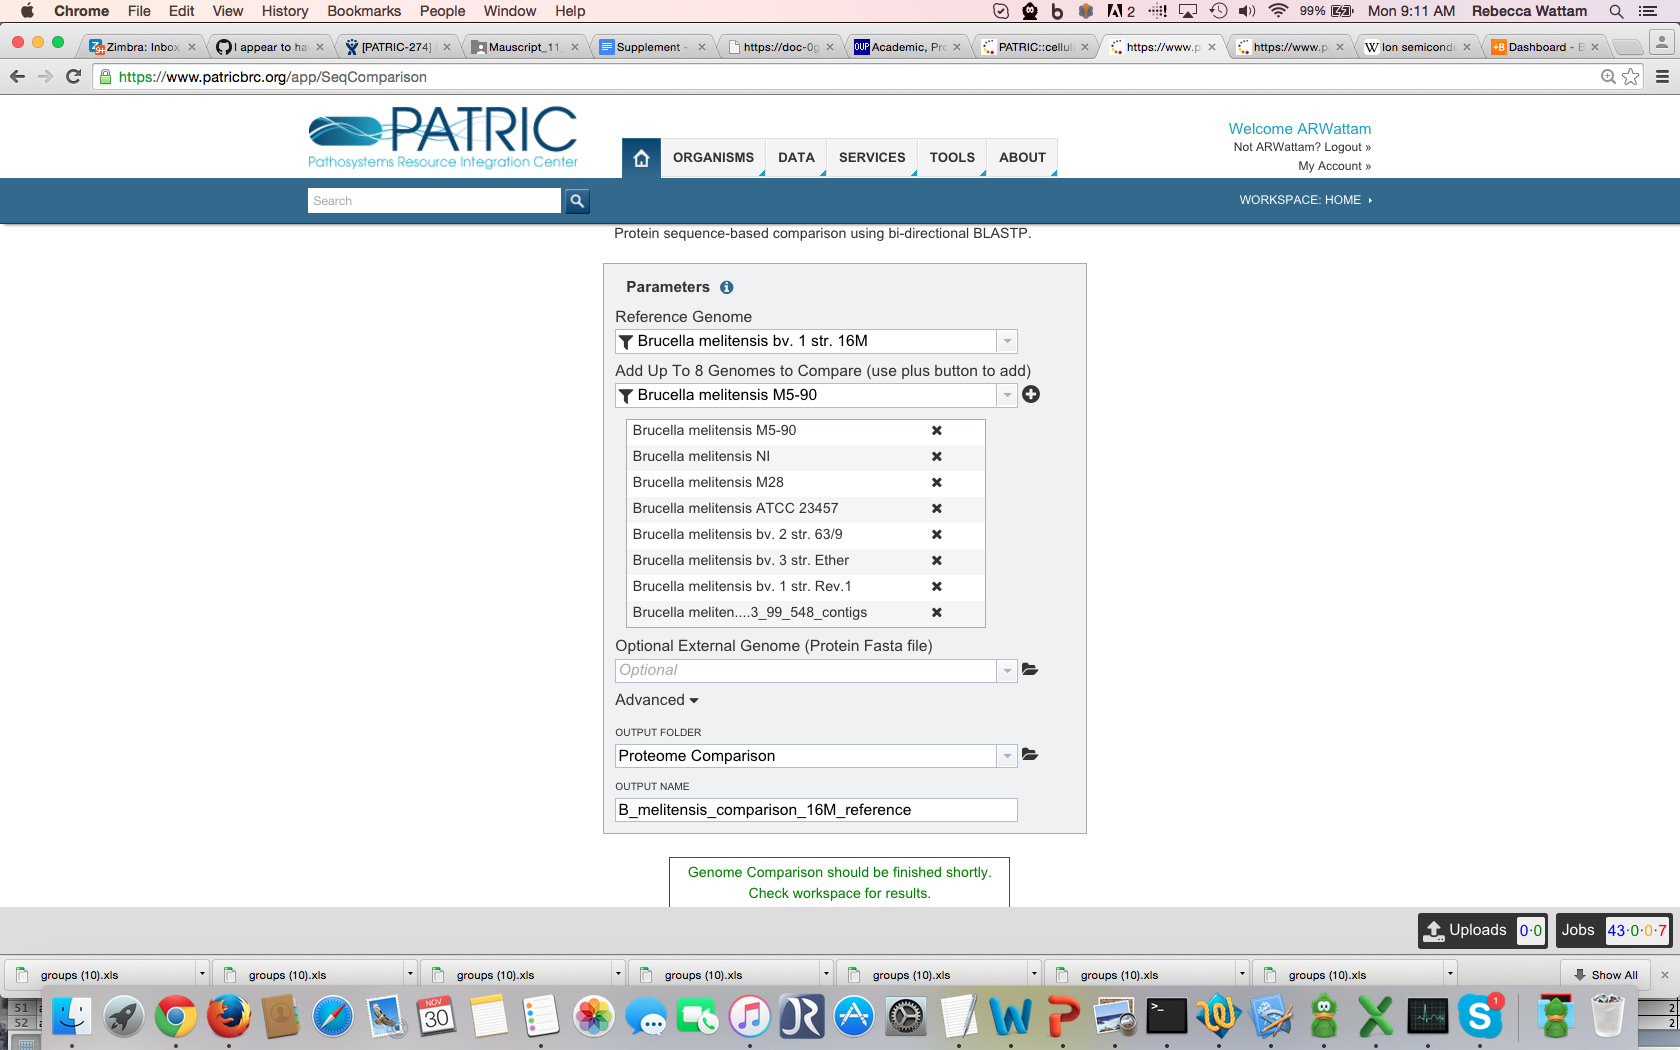 Chrome File Edit View History Bookmarks People Window Help 2 99% Mon 9:11 AM Rebecca Wattam
Zimbra: Inbox I appear to ha [PATRIC-274] Mauscript_11 Supplement - https://doc-0g Academic, Pr PATRIC::cellula https://www.p https://www.p Ion semicondu Dashboard - B
https://www.patricbrc.org/app/SeqComparison
PATRIC
Pathosystems Resource Integration Center
ORGANISMS DATA SERVICES TOOLS ABOUT
Welcome ARWattam
Not ARWattam? Logout »
My Account »
Search
WORKSPACE: HOME
Protein sequence-based comparison using bi-directional BLASTP.
Parameters
Reference Genome
Brucella melitensis bv. 1 str. 16M
Add Up To 8 Genomes to Compare (use plus button to add)
Brucella melitensis M5-90
Brucella melitensis M5-90
Brucella melitensis NI
Brucella melitensis M28
Brucella melitensis ATCC 23457
Brucella melitensis bv. 2 str. 63/9
Brucella melitensis bv. 3 str. Ether
Brucella melitensis bv. 1 str. Rev.1
Brucella meliten....3_99_548_contigs
Optional External Genome (Protein Fasta file)
Optional
Advanced
OUTPUT FOLDER
Proteome Comparison
OUTPUT NAME
B_melitensis_comparison_16M_reference
Genome Comparison should be finished shortly.
Check workspace for results.
Uploads 0·0 Jobs 43·0·0·7
groups (10).xls groups (10).xls groups (10).xls groups (10).xls groups (10).xls groups (10).xls groups (10).xls Show All
51
52
NOV
30
1
2